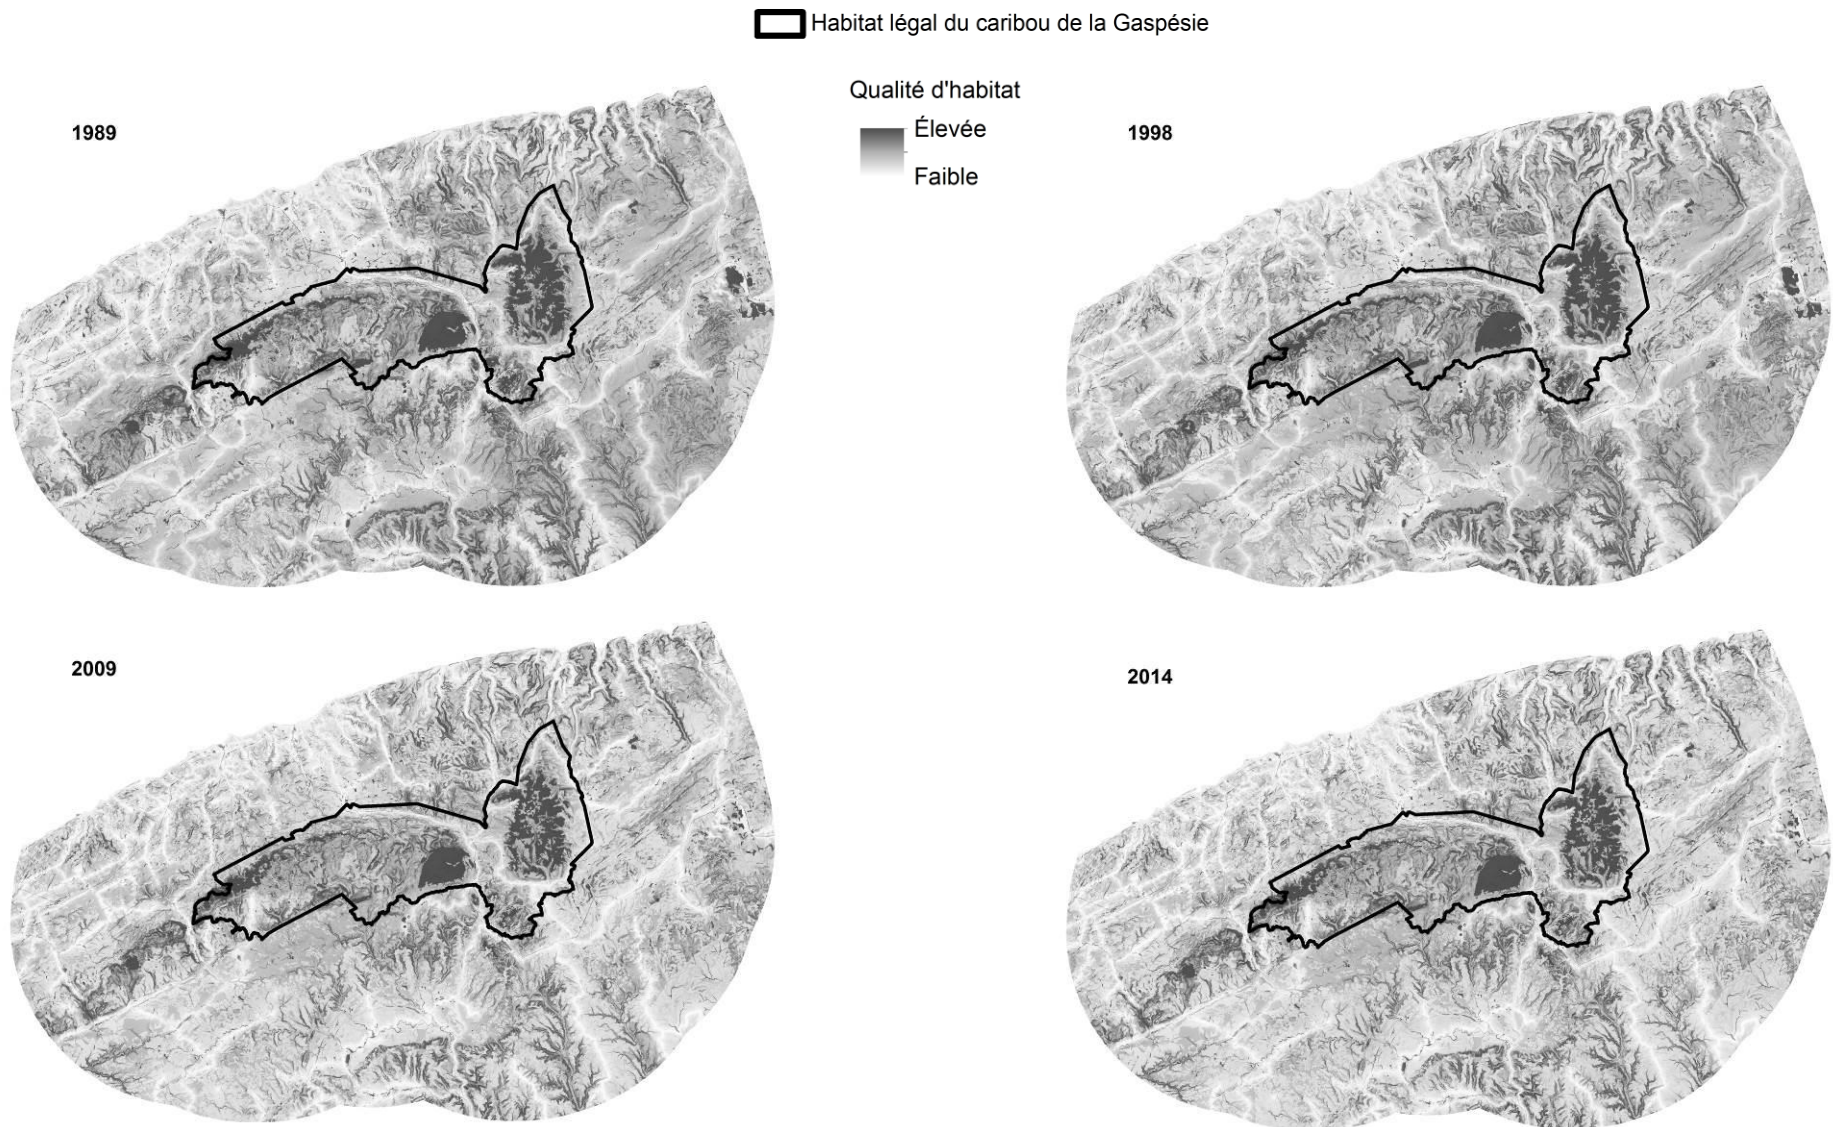 Habitat légal du caribou de la Gaspésie
Qualité d'habitat
Élevée
Faible
1989
1998
2009
2014